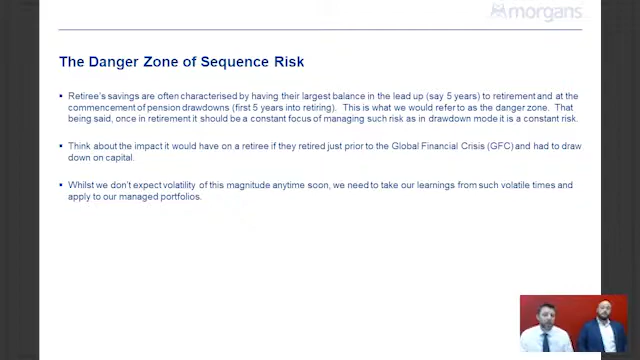 morgans
The Danger Zone of Sequence Risk
▪ Retiree's savings are often characterised by having their largest balance in the lead up (say 5 years) to retirement and at the
commencement of pension drawdowns (first 5 years into retiring). This is what we would refer to as the danger zone. That
being said, once in retirement it should be a constant focus of managing such risk as in drawdown mode it is a constant risk.
▪ Think about the impact it would have on a retiree if they retired just prior to the Global Financial Crisis (GFC) and had to draw
down on capital.
▪ Whilst we don't expect volatility of this magnitude anytime soon, we need to take our learnings from such volatile times and
apply to our managed portfolios.